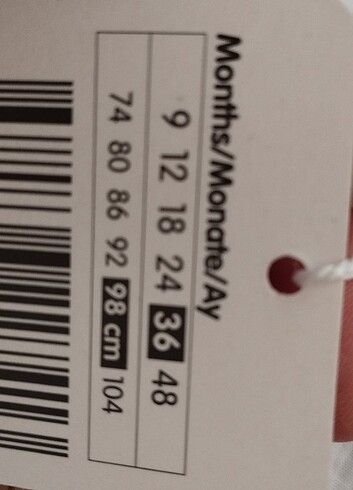 Months/Monate/Ay
9 12 18 24 36 48
74 80 86 92 98 cm 104